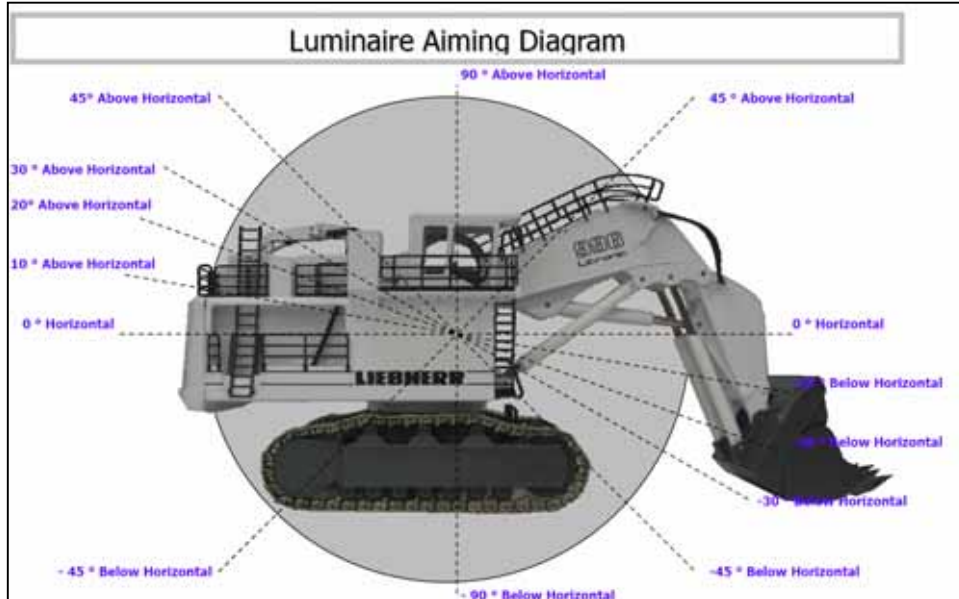 Luminaire Aiming Diagram
90 ° Above Horizontal
45° Above Horizontal
45 ° Above Horizontal
30 ° Above Horizontal
20° Above Horizontal
10 ° Above Horizontal
0 ° Horizontal
0 ° Horizontal
LIEBHERR
Below Horizontal
Below Horizontal
-30 ° Below Horizontal
- 45 ° Below Horizontal
-45 ° Below Horizontal
- 90 ° Below Horizontal